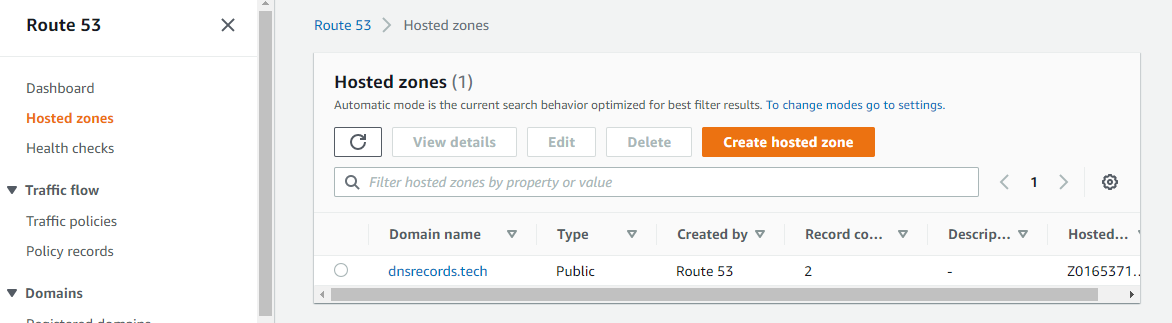 Route 53
Dashboard
Hosted zones
Health checks
Traffic flow
Traffic policies
Policy records
Domains
Registered domains
Route 53 > Hosted zones
Hosted zones (1)
Automatic mode is the current search behavior optimized for best filter results. To change modes go to settings.
View details Edit Delete Create hosted zone
Filter hosted zones by property or value
1
Domain name Type Created by Record co... Descrip... Hosted...
dnsrecords.tech Public Route 53 2 - Z0165371...